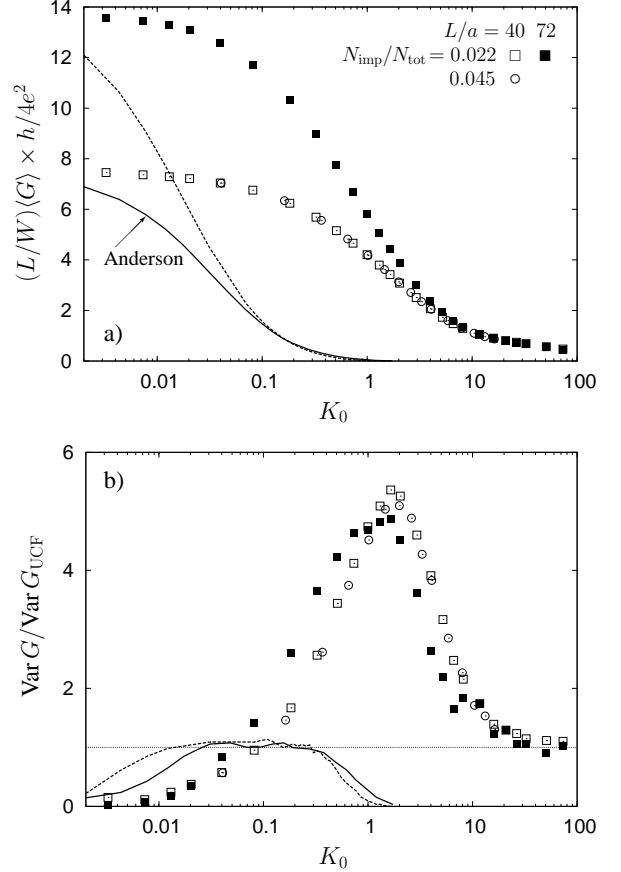 14
12
10
8
6
4
2
0
(L/W)⟨G⟩ × h/4e²
L/a = 40 72
N_imp/N_tot = 0.022
0.045
Anderson
a)
0.01 0.1 1 10 100
K₀
6
4
2
0
Var G/Var G_UCF
b)
0.01 0.1 1 10 100
K₀